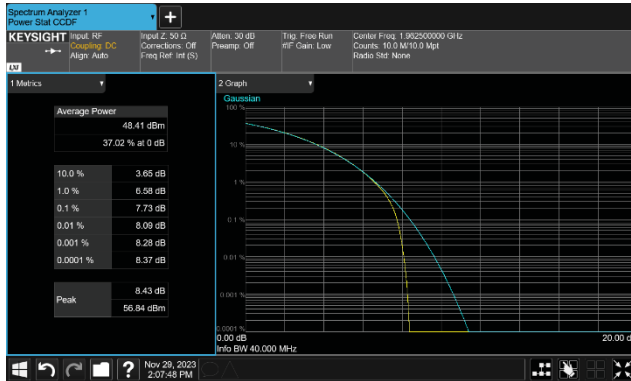 Spectrum Analyzer 1
Power Stat CCDF
KEYSIGHT
Input: RF
Coupling: DC
Align: Auto
Input Z: 50 Ω
Corrections: Off
Freq Ref: Int (S)
Atten: 30 dB
Preamp: Off
Trig: Free Run
#IF Gain: Low
Center Freq: 1.962500000 GHz
Counts: 10.0 M/10.0 Mpt
Radio Std: None
LXI
1 Metrics
Average Power
48.41 dBm
37.02 % at 0 dB
10.0 % 3.65 dB
1.0 % 6.58 dB
0.1 % 7.73 dB
0.01 % 8.09 dB
0.001 % 8.28 dB
0.0001 % 8.37 dB
Peak
8.43 dB
56.84 dBm
2 Graph
Gaussian
100 %
10 %
1 %
0.1 %
0.01 %
0.001 %
0.0001 %
0.00 dB
20.00 d
Info BW 40.000 MHz
?
Nov 29, 2023
2:07:48 PM